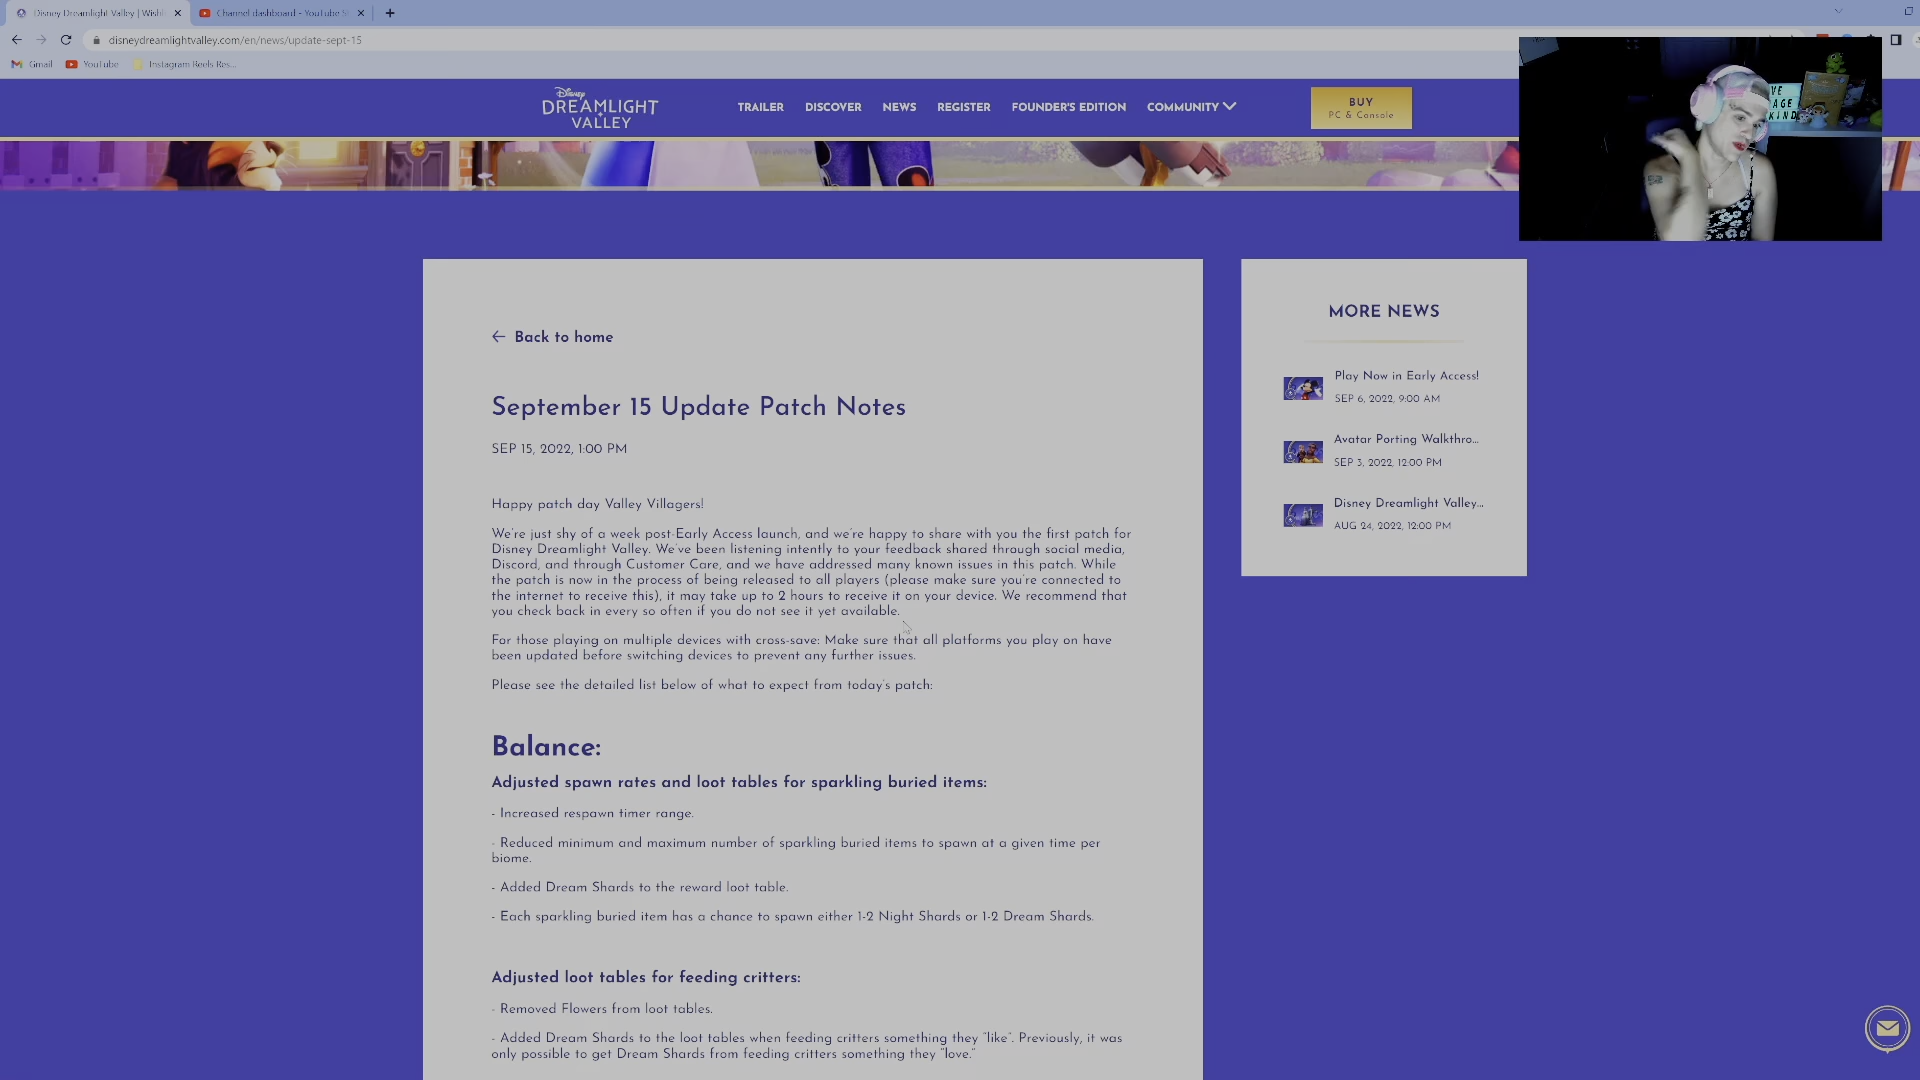 Disney Dreamlight Valley | Wishl
Channel dashboard - YouTube St
disneydreamlightvalley.com/en/news/update-sept-15
Gmail
YouTube
Instagram Reels Res...
Disney
DREAMLIGHT
VALLEY
TRAILER
DISCOVER
NEWS
REGISTER
FOUNDER'S EDITION
COMMUNITY
BUY
PC & Console
VE
AGE
KIND
Back to home
September 15 Update Patch Notes
SEP 15, 2022, 1:00 PM
Happy patch day Valley Villagers!
We're just shy of a week post-Early Access launch, and we're happy to share with you the first patch for
Disney Dreamlight Valley. We've been listening intently to your feedback shared through social media,
Discord, and through Customer Care, and we have addressed many known issues in this patch. While
the patch is now in the process of being released to all players (please make sure you're connected to
the internet to receive this), it may take up to 2 hours to receive it on your device. We recommend that
you check back in every so often if you do not see it yet available.
For those playing on multiple devices with cross-save: Make sure that all platforms you play on have
been updated before switching devices to prevent any further issues.
Please see the detailed list below of what to expect from today's patch:
Balance:
Adjusted spawn rates and loot tables for sparkling buried items:
- Increased respawn timer range.
- Reduced minimum and maximum number of sparkling buried items to spawn at a given time per
biome.
- Added Dream Shards to the reward loot table.
- Each sparkling buried item has a chance to spawn either 1-2 Night Shards or 1-2 Dream Shards.
Adjusted loot tables for feeding critters:
- Removed Flowers from loot tables.
- Added Dream Shards to the loot tables when feeding critters something they "like". Previously, it was
only possible to get Dream Shards from feeding critters something they "love."
MORE NEWS
Play Now in Early Access!
SEP 6, 2022, 9:00 AM
Avatar Porting Walkthro...
SEP 3, 2022, 12:00 PM
Disney Dreamlight Valley...
AUG 24, 2022, 12:00 PM